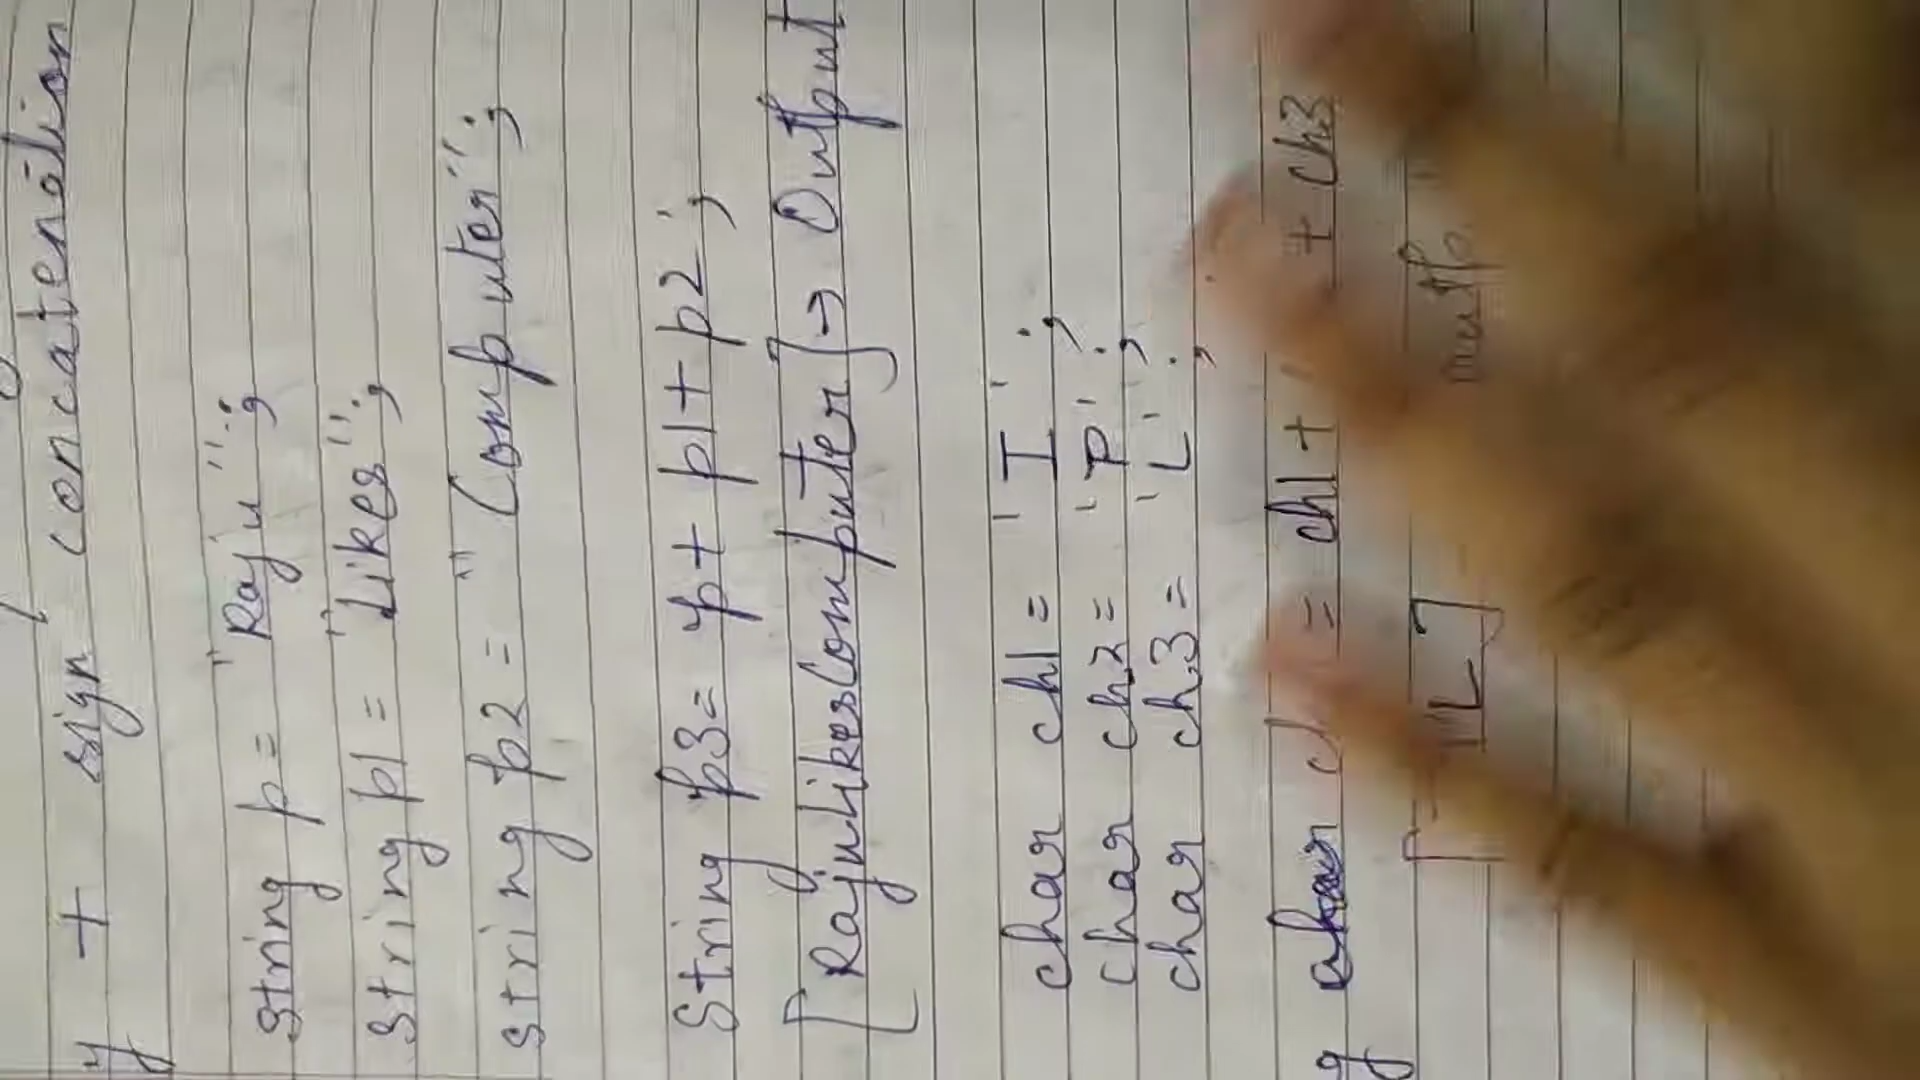 y + sign concatenation
String p = "Raju";
String p1 = "Likes";
String p2 = "Computer";
String p3 = p + p1 + p2;
[RajuLikesComputer] → Output
char ch1 = 'I';
char ch2 = 'P';
char ch3 = 'L';
g = ch1 + + ch3